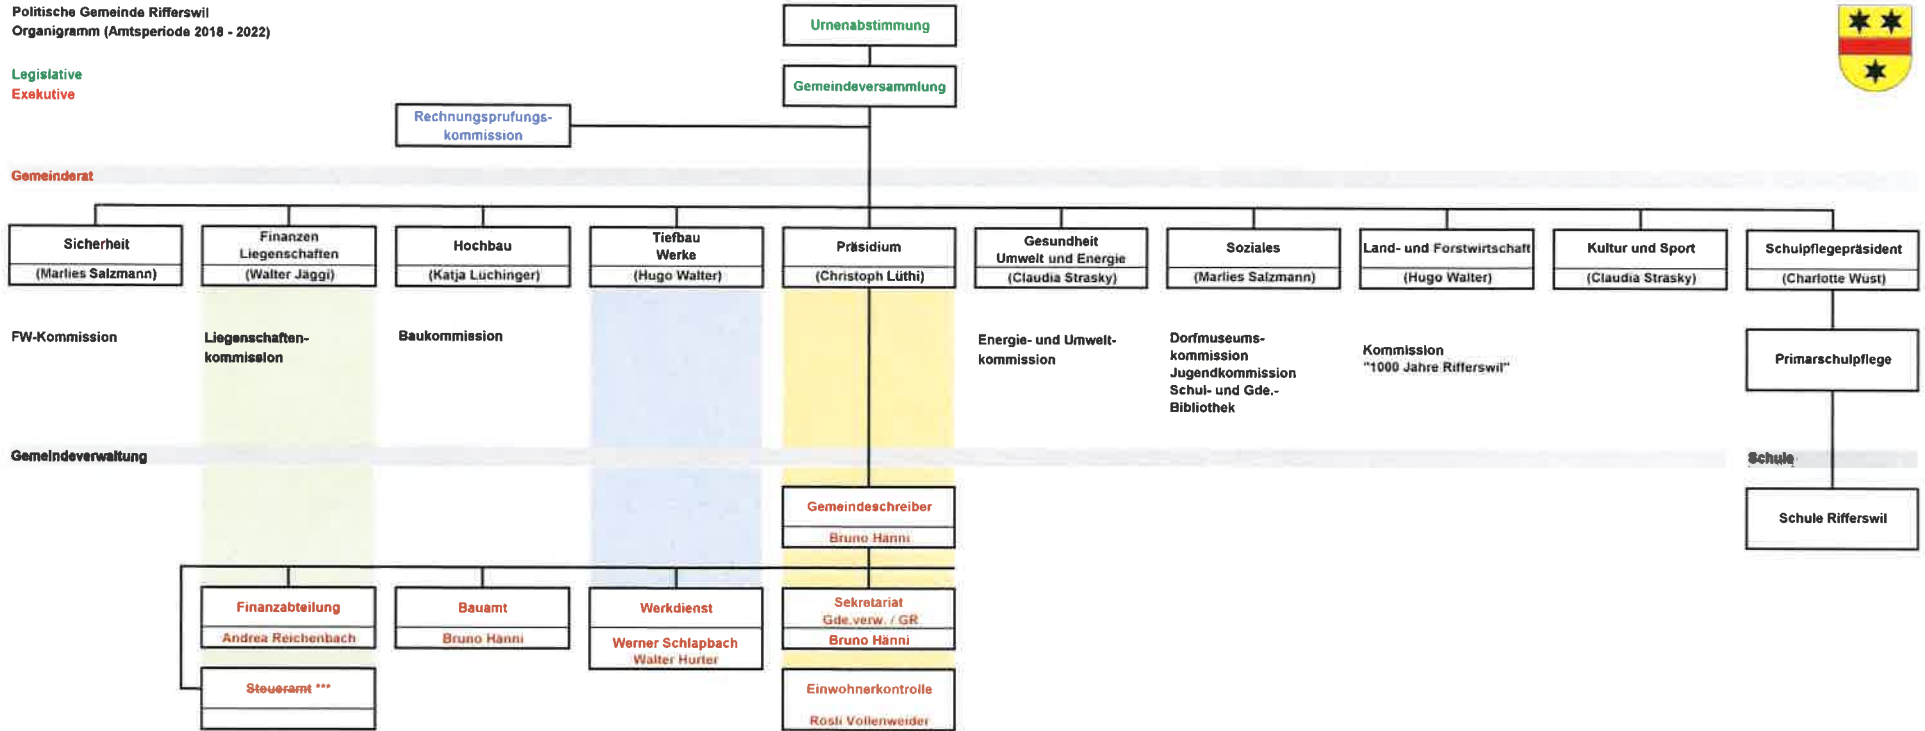 Politische Gemeinde Rifferswil
Organigramm (Amtsperiode 2018 - 2022)
Legislative
Exekutive
Urnenabstimmung
Gemeindeversammlung
Rechnungsprufungs-
kommission
Gemeinderat
Sicherheit
(Marlies Salzmann)
Finanzen
Liegenschaften
(Walter Jäggi)
Hochbau
(Katja Lüchinger)
Tiefbau
Werke
(Hugo Walter)
Präsidium
(Christoph Lüthi)
Gesundheit
Umwelt und Energie
(Claudia Strasky)
Soziales
(Marlies Salzmann)
Land- und Forstwirtschaft
(Hugo Walter)
Kultur und Sport
(Claudia Strasky)
Schulpflegepräsident
(Charlotte Wüst)
FW-Kommission
Liegenschaften-
kommission
Baukommission
Energie- und Umwelt-
kommission
Dorfmuseums-
kommission
Jugendkommission
Schul- und Gde.-
Bibliothek
Kommission
"1000 Jahre Rifferswil"
Primarschulpflege
Gemeindeverwaltung
Schule
Gemeindeschreiber
Bruno Hänni
Schule Rifferswil
Finanzabteilung
Andrea Reichenbach
Bauamt
Bruno Hänni
Werkdienst
Werner Schlapbach
Walter Hurter
Sekretariat
Gde.verw. / GR
Bruno Hänni
Steueramt ***
Einwohnerkontrolle
Rösli Vollenweider